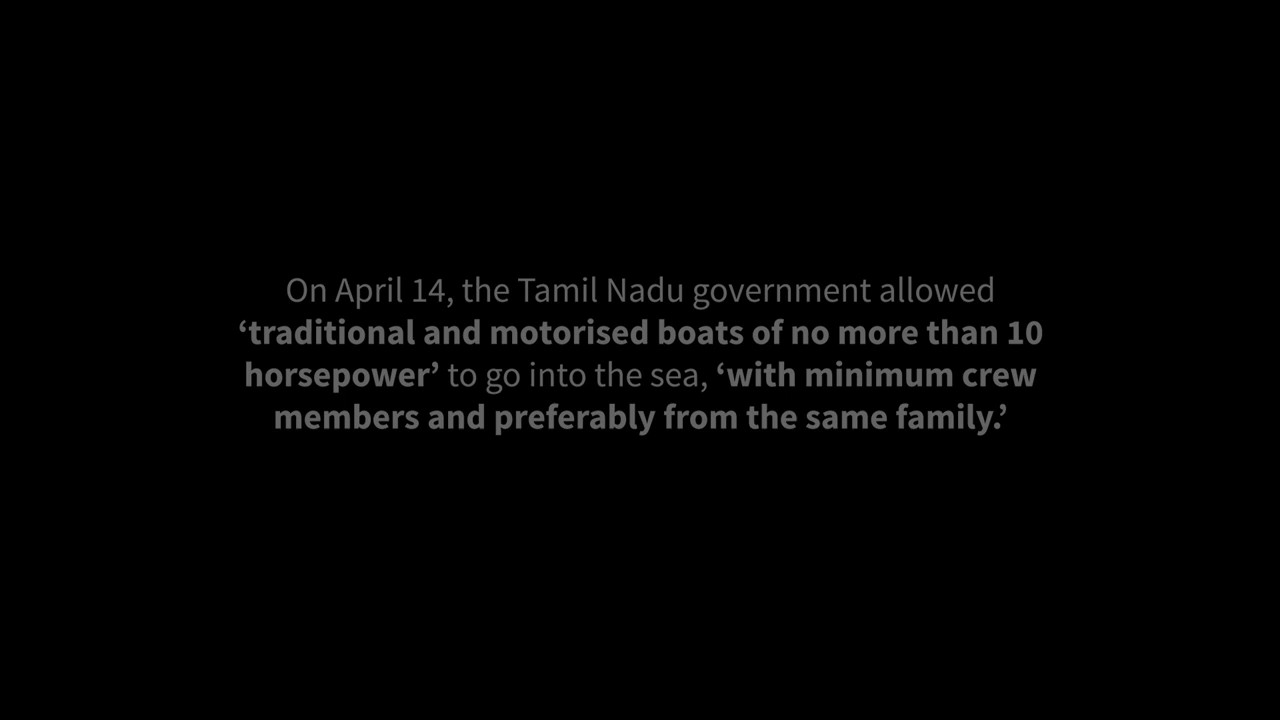 On April 14, the Tamil Nadu government allowed
‘traditional and motorised boats of no more than 10
horsepower’ to go into the sea, ‘with minimum crew
members and preferably from the same family.’